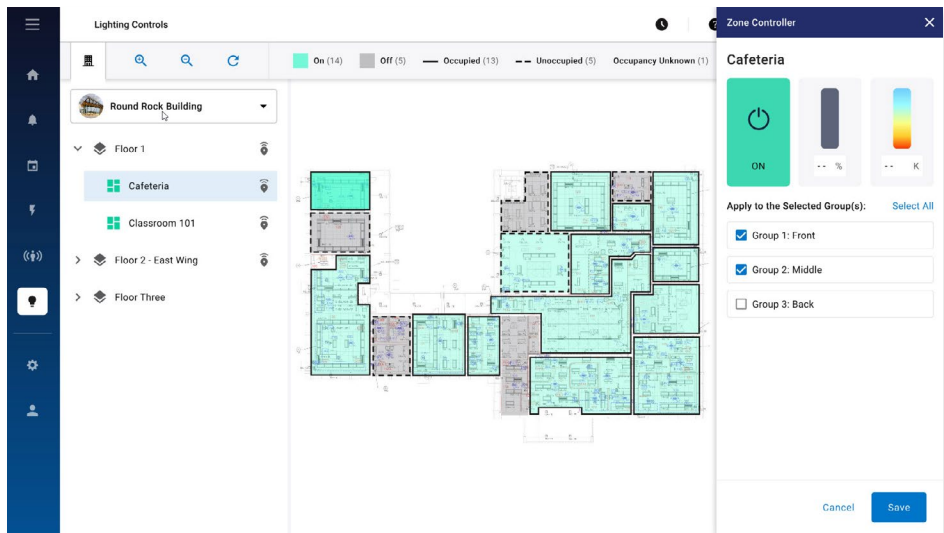 Lighting Controls
On (14)
Off (5)
Occupied (13)
Unoccupied (5)
Occupancy Unknown (1)
Round Rock Building
Floor 1
Cafeteria
Classroom 101
Floor 2 - East Wing
Floor Three
Zone Controller
Cafeteria
ON
-- %
-- K
Apply to the Selected Group(s):
Select All
Group 1: Front
Group 2: Middle
Group 3: Back
Cancel
Save